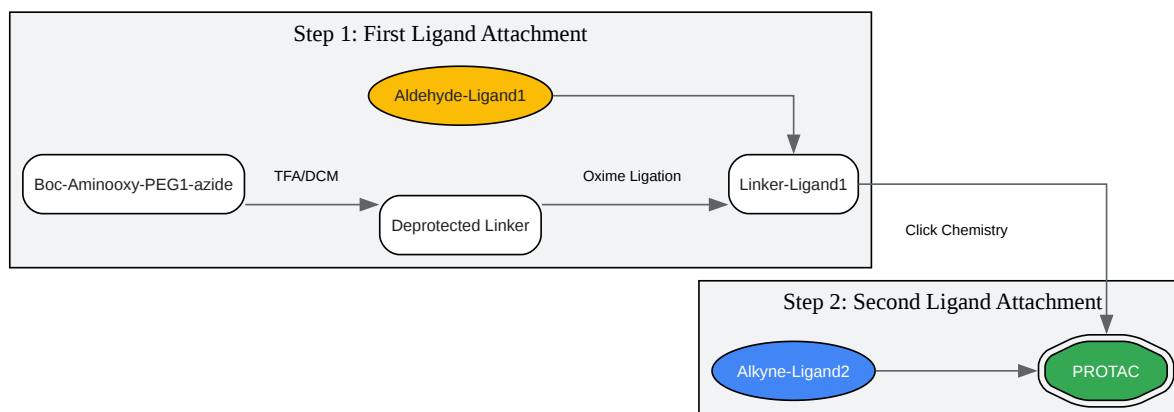 Step 1: First Ligand Attachment
Aldehyde-Ligand1
Boc-Aminooxy-PEG1-azide
TFA/DCM
Deprotected Linker
Oxime Ligation
Linker-Ligand1
Click Chemistry
Step 2: Second Ligand Attachment
Alkyne-Ligand2
PROTAC